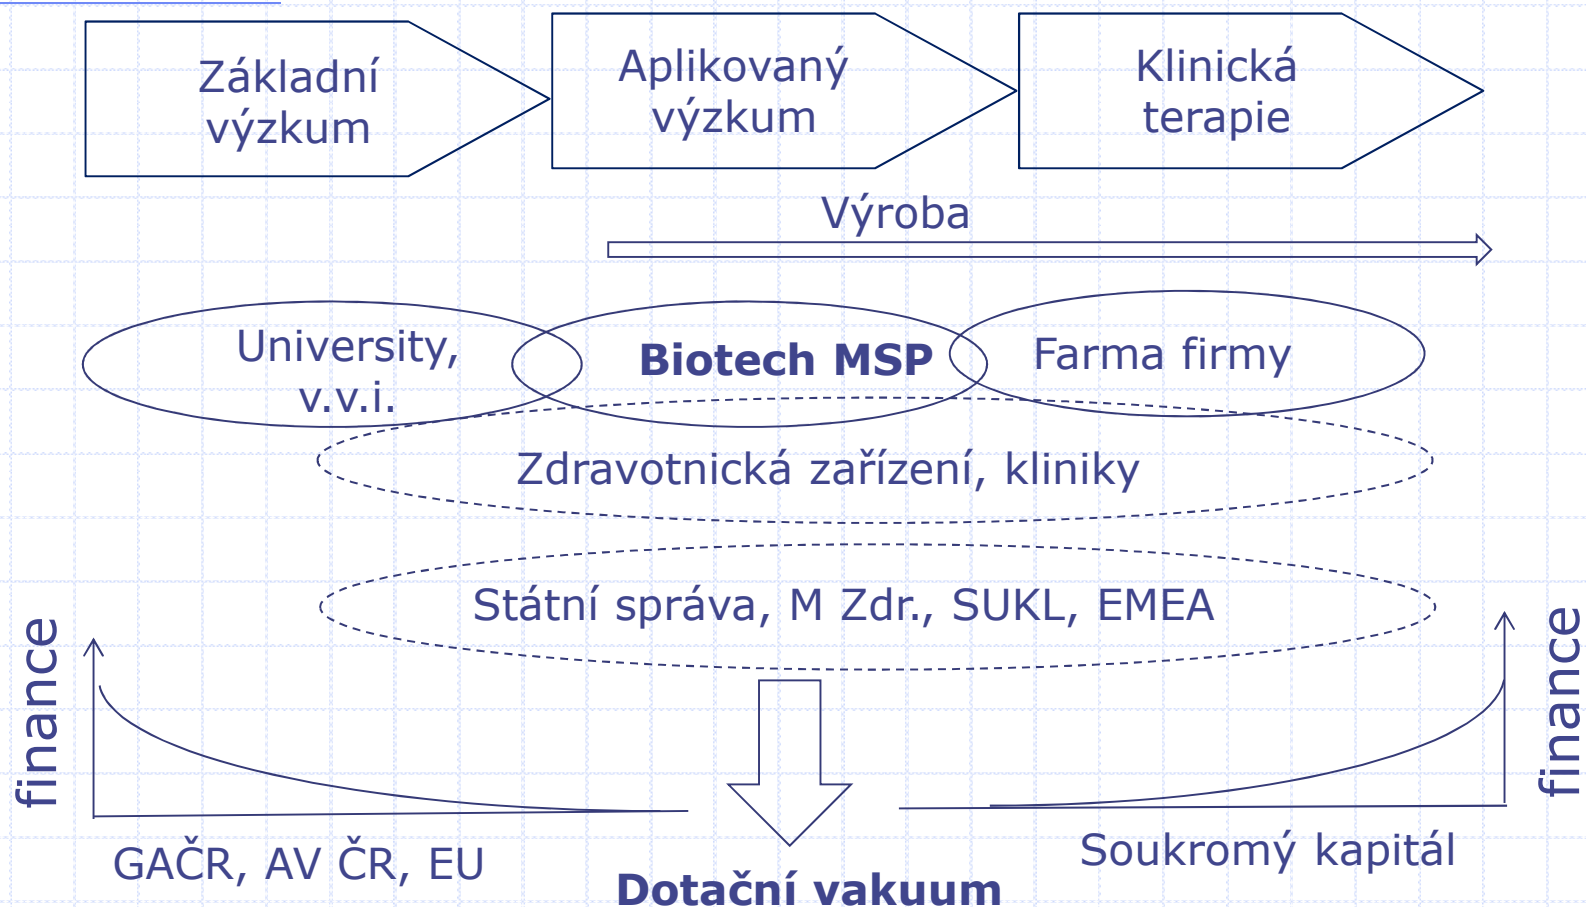 Základní
výzkum
Aplikovaný
výzkum
Klinická
terapie
Výroba
University,
v.v.i.
Biotech MSP
Farma firmy
Zdravotnická zařízení, kliniky
Státní správa, M Zdr., SUKL, EMEA
finance
finance
GAČR, AV ČR, EU
Soukromý kapitál
Dotační vakuum